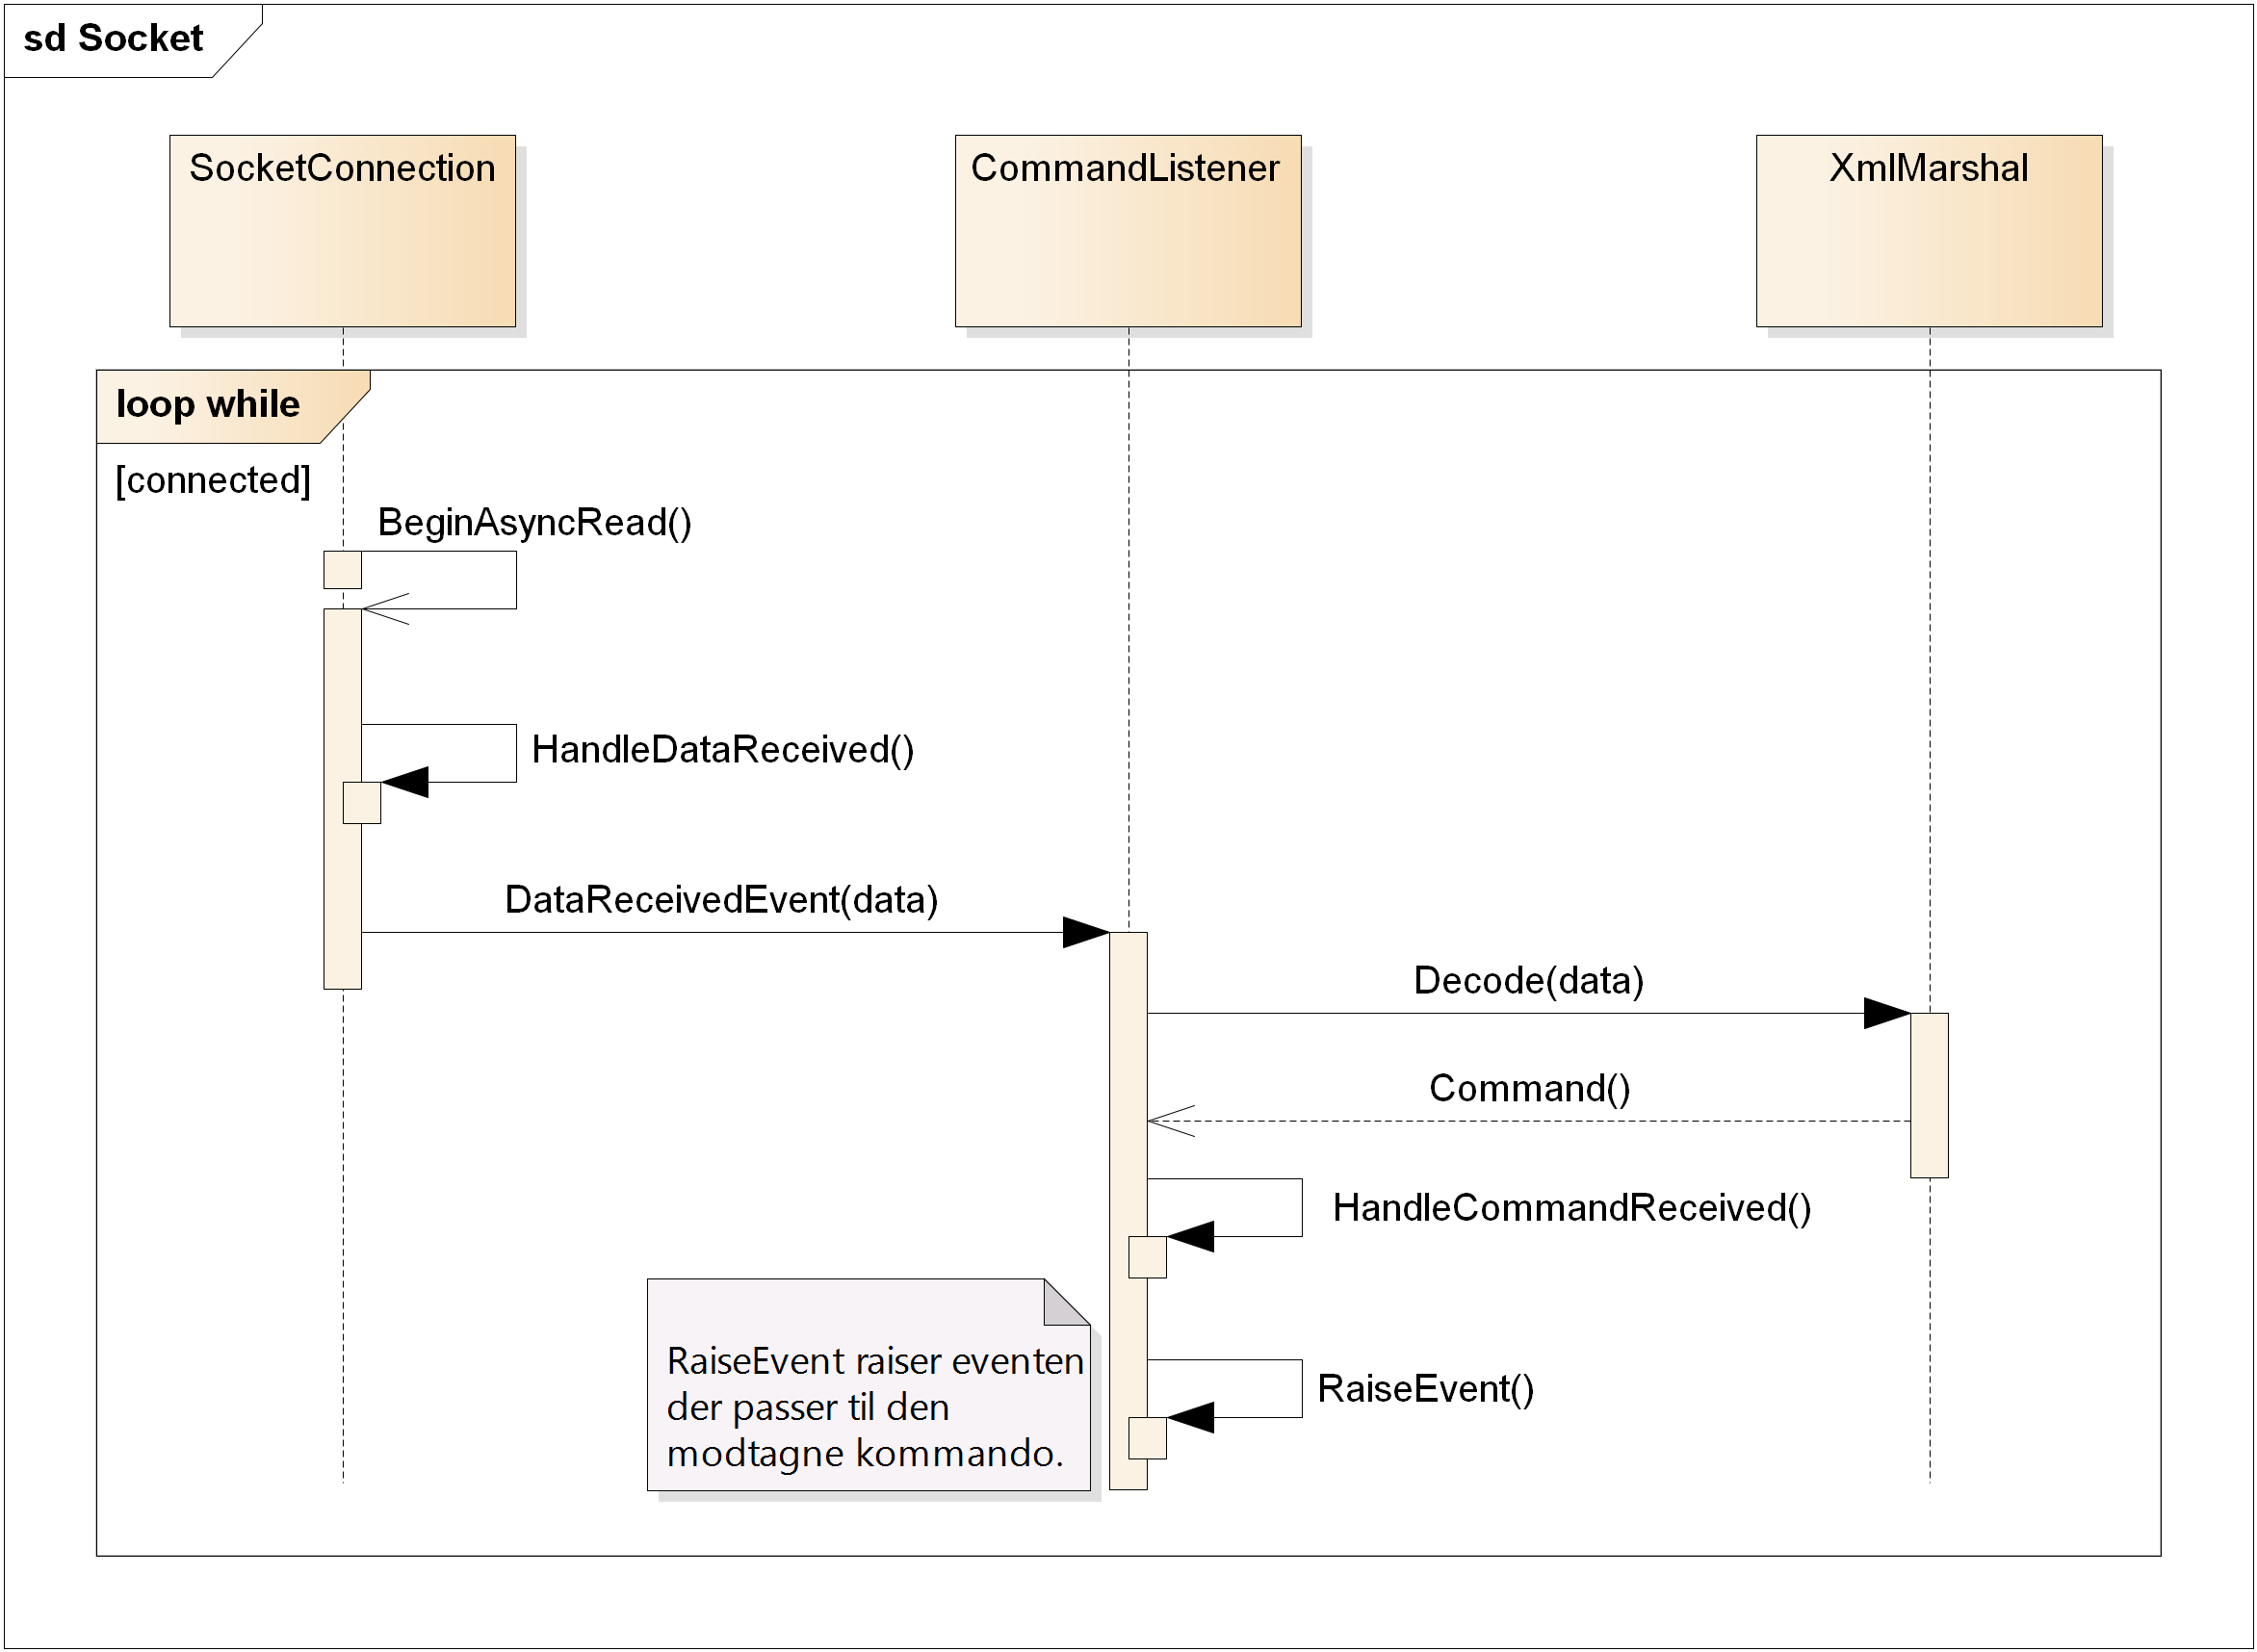 sd Socket
SocketConnection
CommandListener
XmlMarshal
loop while
[connected]
BeginAsyncRead()
HandleDataReceived()
DataReceivedEvent(data)
Decode(data)
Command()
HandleCommandReceived()
RaiseEvent raiser eventen
der passer til den
modtagne kommando.
RaiseEvent()